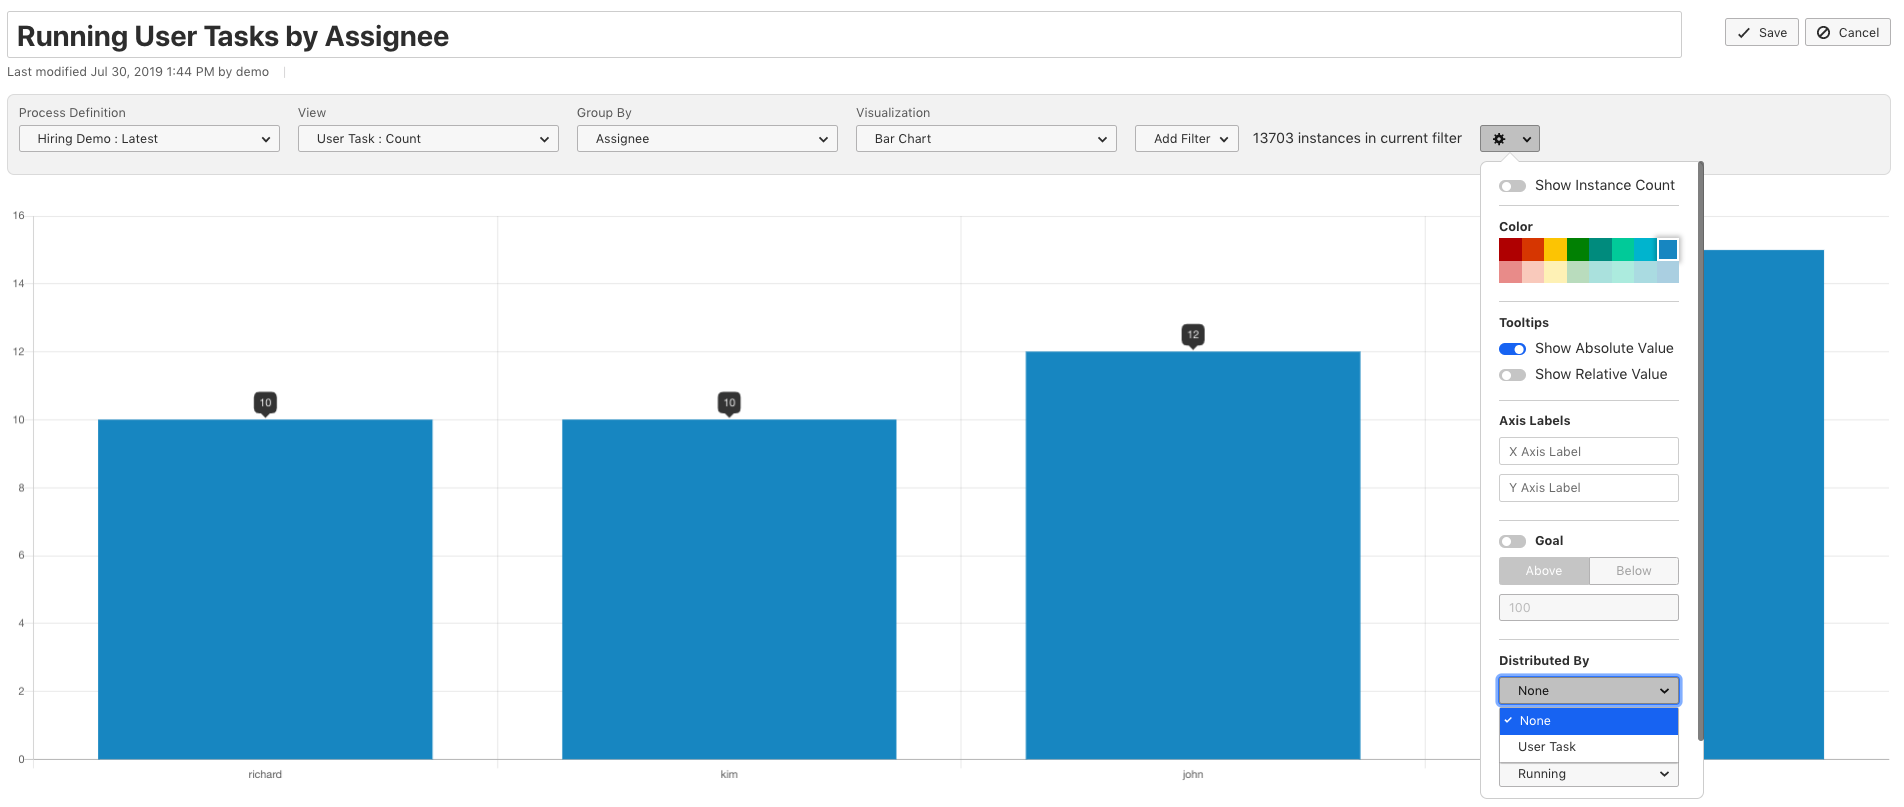 Running User Tasks by Assignee
Save
Cancel
Last modified Jul 30, 2019 1:44 PM by demo
Process Definition
View
Group By
Visualization
Hiring Demo : Latest
User Task : Count
Assignee
Bar Chart
Add Filter
13703 instances in current filter
Show Instance Count
Color
Tooltips
Show Absolute Value
Show Relative Value
Axis Labels
X Axis Label
Y Axis Label
Goal
Above
Below
100
Distributed By
None
None
User Task
Running
16
14
12
10
8
6
4
2
0
10
10
12
richard
kim
john